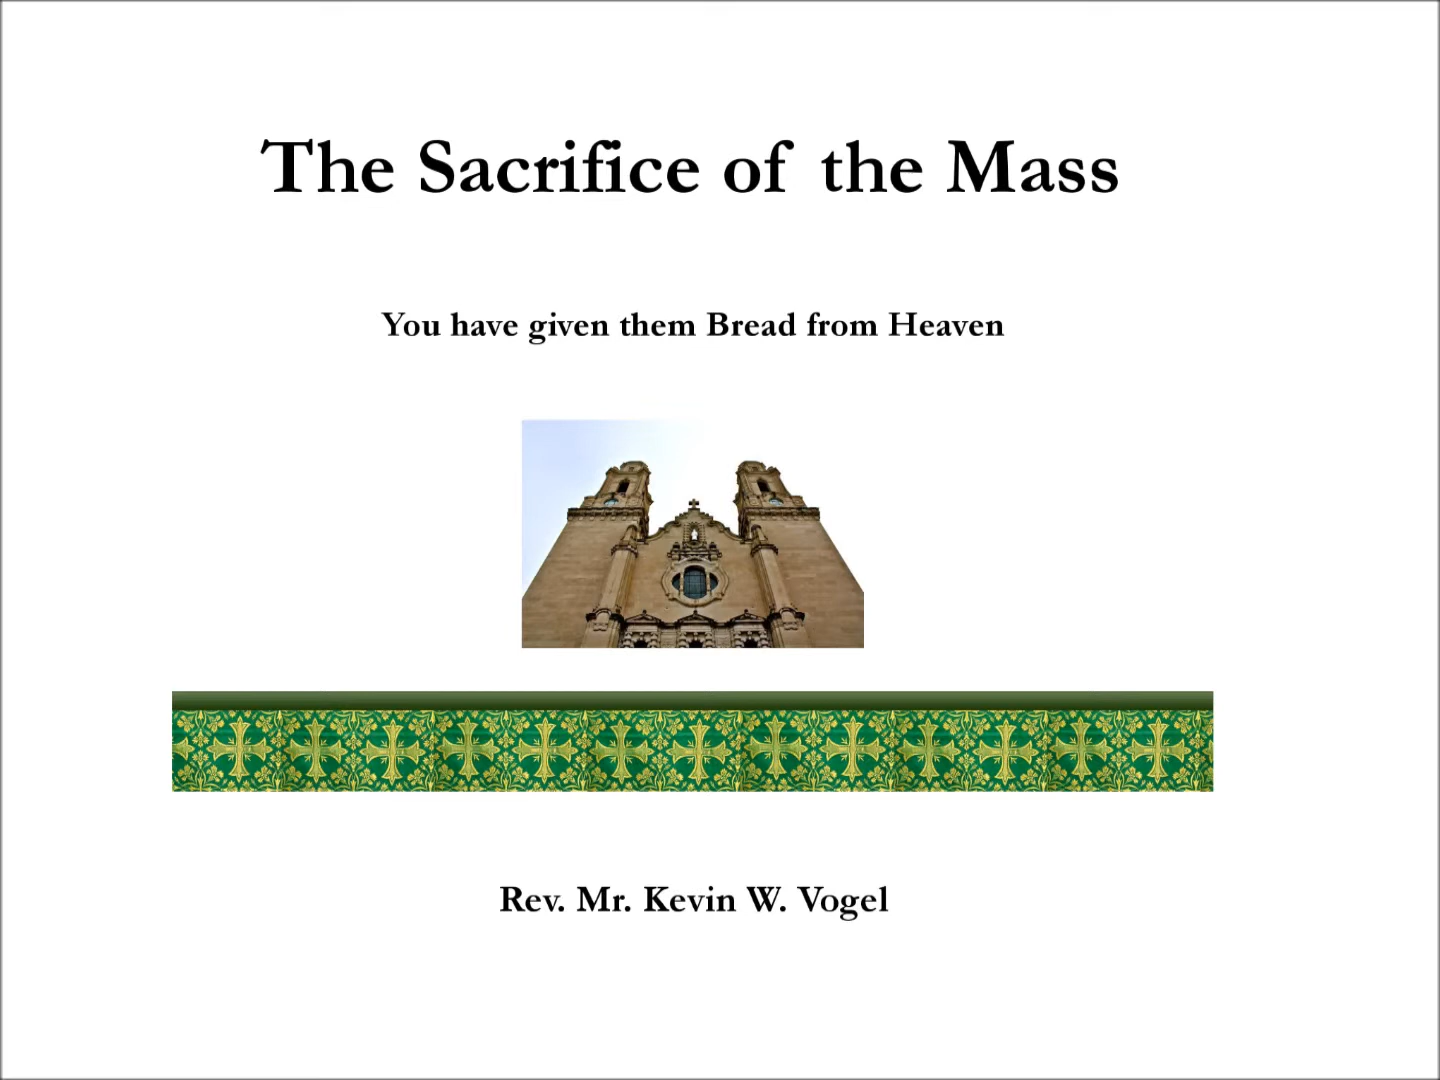 The Sacrifice of the Mass
You have given them Bread from Heaven
Rev. Mr. Kevin W. Vogel